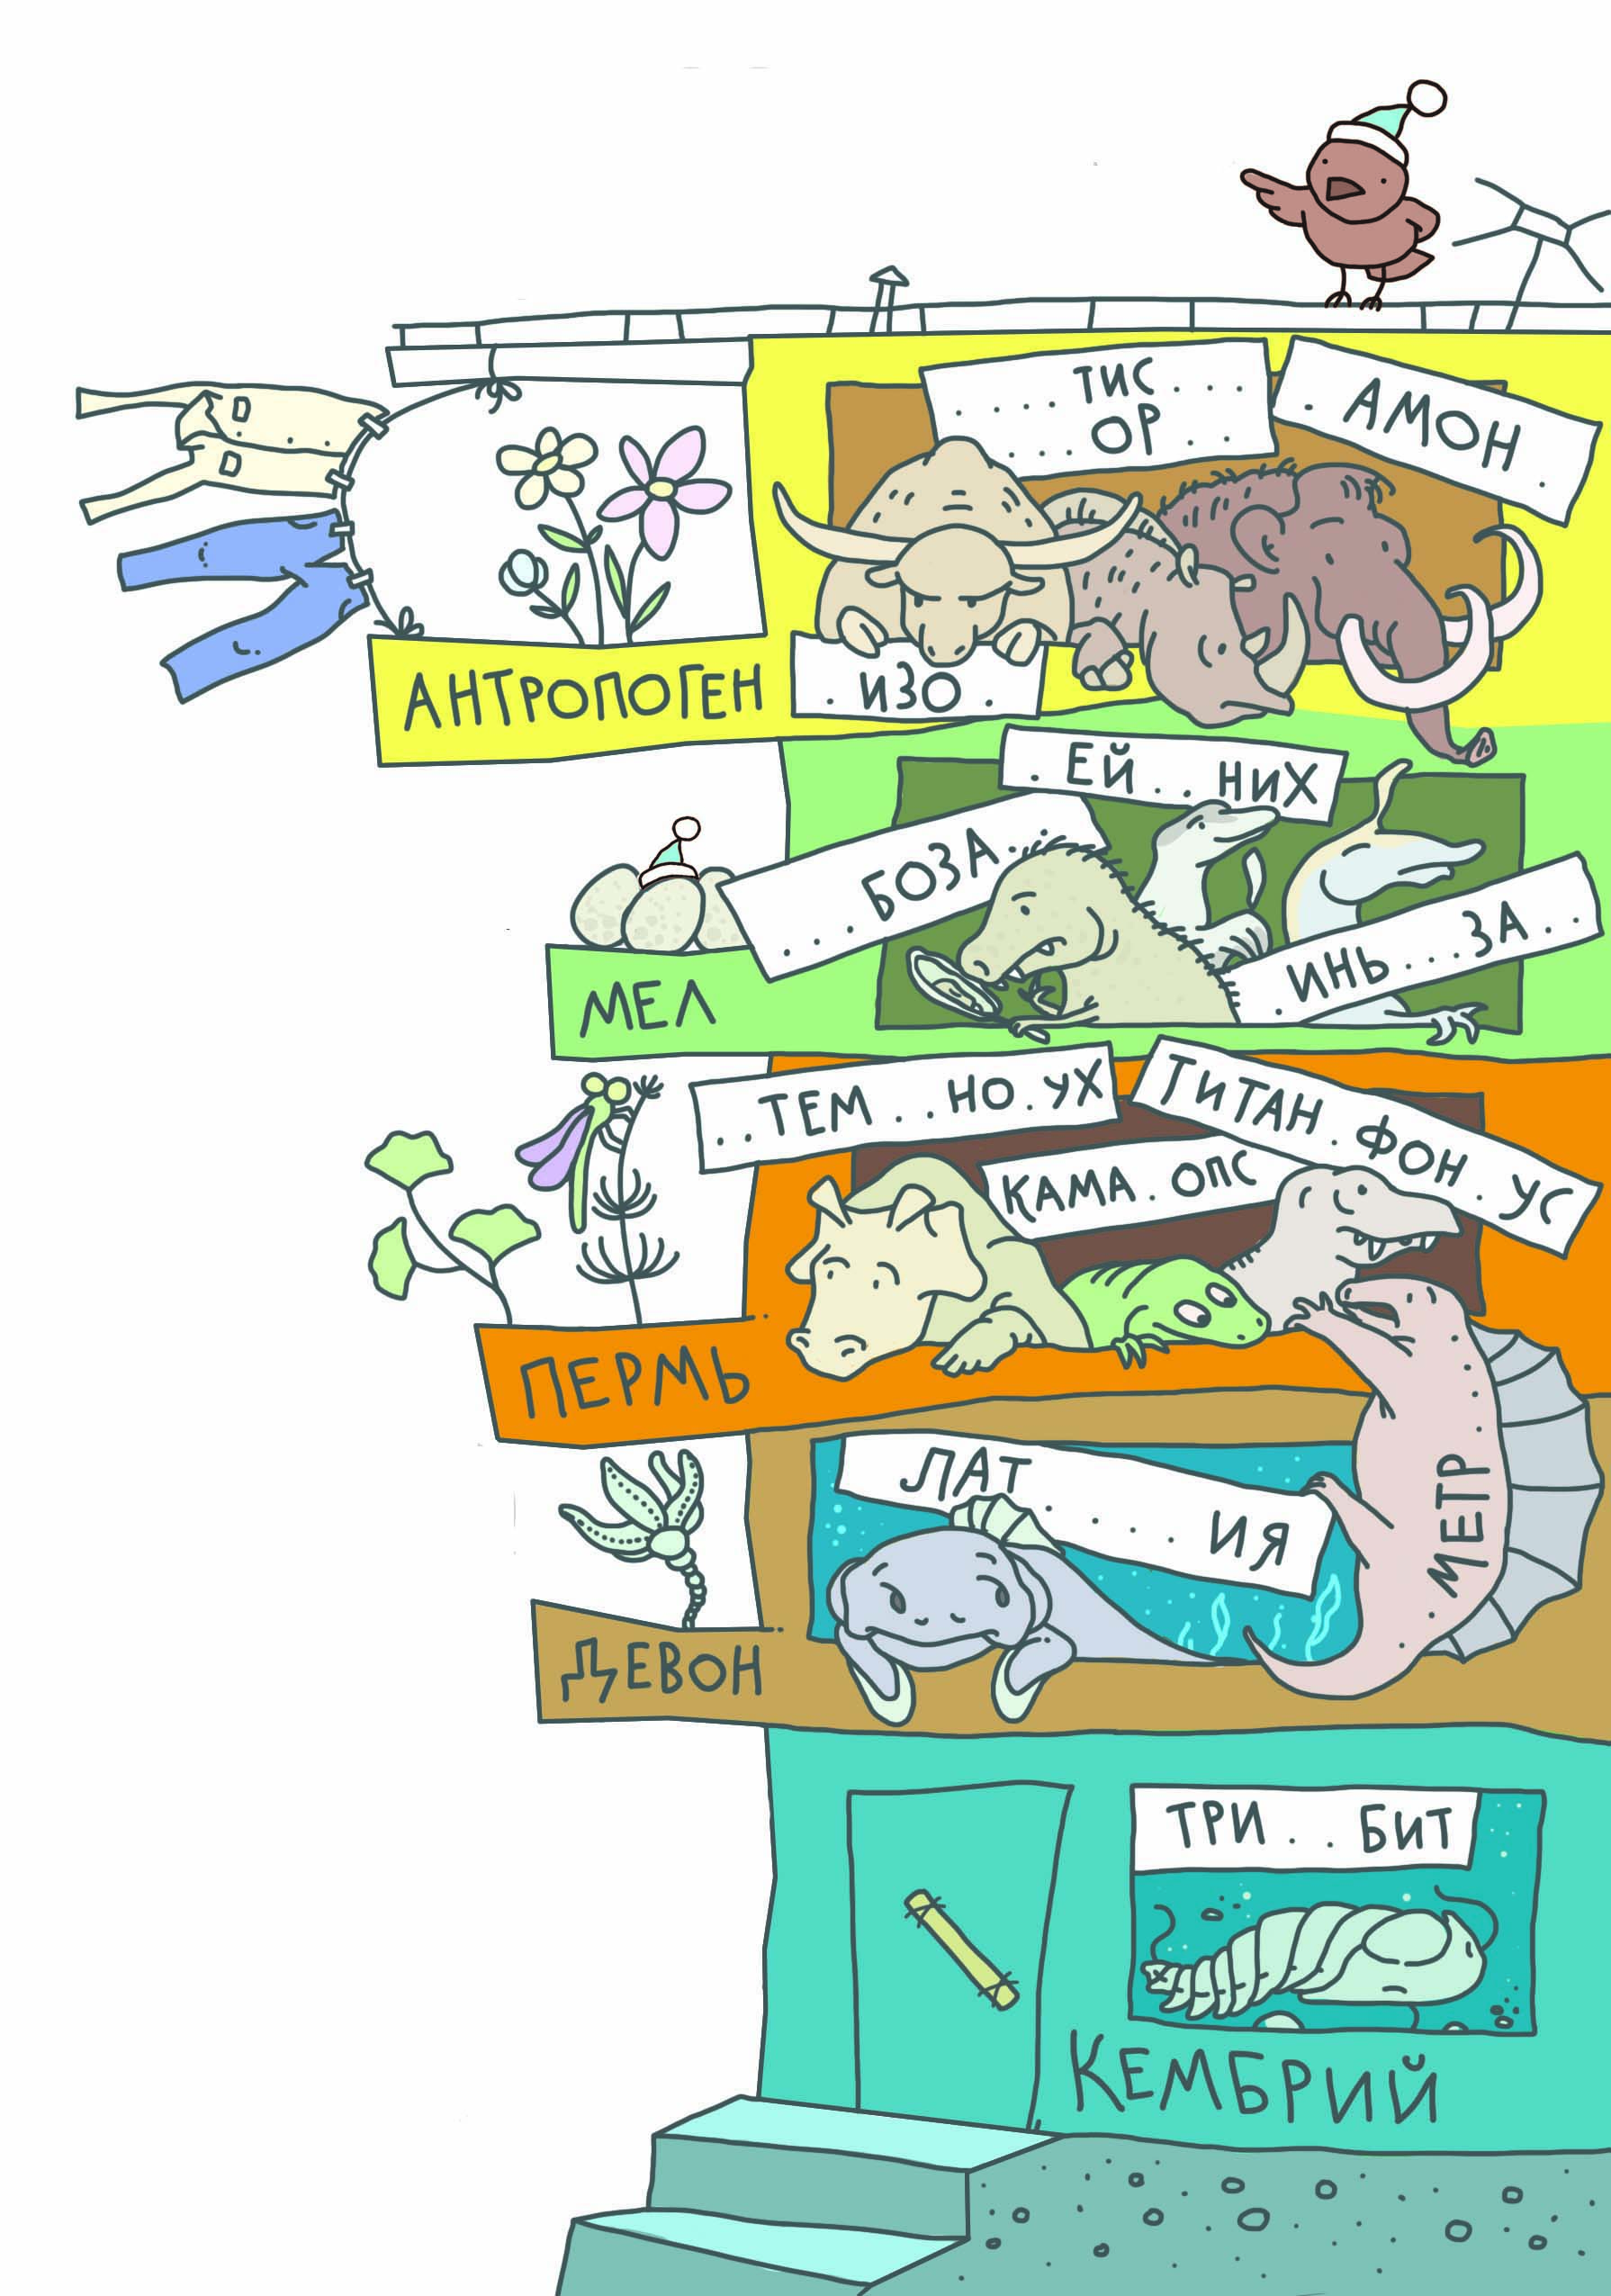 ....ТИС....
....ОР..
.АМОН.
АНТРОПОГЕН
.ИЗО.
.ЕЙ...НИХ
....БОЗА...
.ИНЬ....ЗА..
МЕЛ
..ТЕМ..НО.УХ
ТИТАН.ФОН.УС
КАМА.ОПС
ПЕРМЬ
ЛАТ.....ИЯ
.МЕТР..
ДЕВОН
ТРИ..БИТ
КЕМБРИЙ